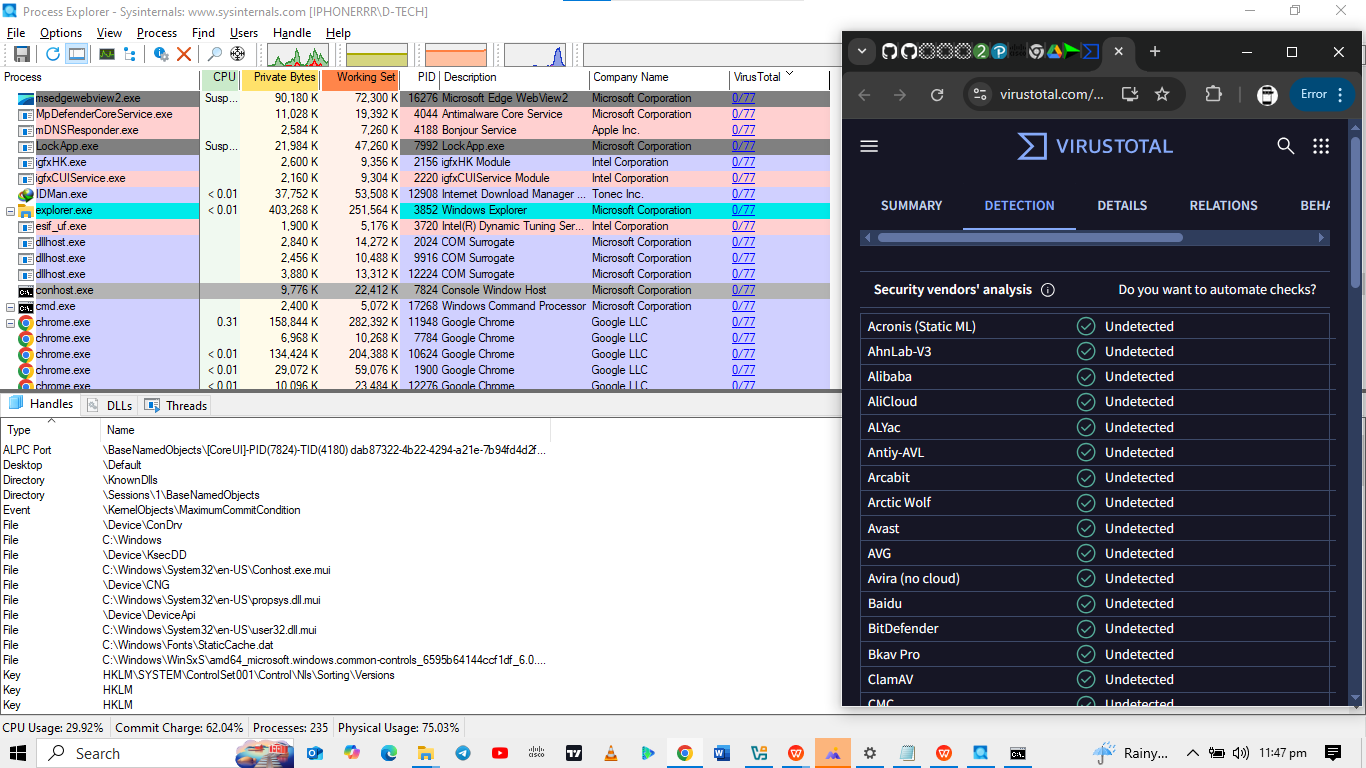 Process Explorer - Sysinternals: www.sysinternals.com [IPHONERRR\D-TECH]
File Options View Process Find Users Handle Help
Process CPU Private Bytes Working Set PID Description Company Name VirusTotal
msedgewebview2.exe Susp... 90,180 K 72,300 K 16276 Microsoft Edge WebView2 Microsoft Corporation 0/77
MpDefenderCoreService.exe 11,028 K 19,392 K 4044 Antimalware Core Service Microsoft Corporation 0/77
mDNSResponder.exe 2,584 K 7,260 K 4188 Bonjour Service Apple Inc. 0/77
LockApp.exe Susp... 21,984 K 47,260 K 7992 LockApp.exe Microsoft Corporation 0/77
igfxHK.exe 2,600 K 9,356 K 2156 igfxHK Module Intel Corporation 0/77
igfxCUIService.exe 2,160 K 9,304 K 2220 igfxCUIService Module Intel Corporation 0/77
IDMan.exe < 0.01 37,752 K 53,508 K 12908 Internet Download Manager ... Tonec Inc. 0/77
explorer.exe < 0.01 403,268 K 251,564 K 3852 Windows Explorer Microsoft Corporation 0/77
esif_uf.exe 1,900 K 5,176 K 3720 Intel(R) Dynamic Tuning Ser... Intel Corporation 0/77
dllhost.exe 2,840 K 14,272 K 2024 COM Surrogate Microsoft Corporation 0/77
dllhost.exe 2,456 K 10,488 K 9916 COM Surrogate Microsoft Corporation 0/77
dllhost.exe 3,880 K 13,312 K 12224 COM Surrogate Microsoft Corporation 0/77
conhost.exe 9,776 K 22,412 K 7824 Console Window Host Microsoft Corporation 0/77
cmd.exe 2,400 K 5,072 K 17268 Windows Command Processor Microsoft Corporation 0/77
chrome.exe 0.31 158,844 K 282,392 K 11948 Google Chrome Google LLC 0/77
chrome.exe 6,968 K 10,268 K 7784 Google Chrome Google LLC 0/77
chrome.exe < 0.01 134,424 K 204,388 K 10624 Google Chrome Google LLC 0/77
chrome.exe < 0.01 29,072 K 59,076 K 1900 Google Chrome Google LLC 0/77
chrome.exe < 0.01 10,096 K 23,484 K 12276 Google Chrome Google LLC 0/77
Handles DLLs Threads
Type Name
ALPC Port \BaseNamedObjects\[CoreUI]-PID(7824)-TID(4180) dab87322-4b22-4294-a21e-7b94fd4d2f...
Desktop \Default
Directory \KnownDlls
Directory \Sessions\1\BaseNamedObjects
Event \KernelObjects\MaximumCommitCondition
File \Device\ConDrv
File C:\Windows
File \Device\KsecDD
File C:\Windows\System32\en-US\Conhost.exe.mui
File \Device\CNG
File C:\Windows\System32\en-US\propsys.dll.mui
File \Device\DeviceApi
File C:\Windows\System32\en-US\user32.dll.mui
File C:\Windows\Fonts\StaticCache.dat
File C:\Windows\WinSxS\amd64_microsoft.windows.common-controls_6595b64144ccf1df_6.0....
Key HKLM\SYSTEM\ControlSet001\Control\Nls\Sorting\Versions
Key HKLM
Key HKLM
CPU Usage: 29.92% Commit Charge: 62.04% Processes: 235 Physical Usage: 75.03%
virustotal.com/... Error
VIRUSTOTAL
SUMMARY DETECTION DETAILS RELATIONS BEHA
Security vendors' analysis Do you want to automate checks?
Acronis (Static ML) Undetected
AhnLab-V3 Undetected
Alibaba Undetected
AliCloud Undetected
ALYac Undetected
Antiy-AVL Undetected
Arcabit Undetected
Arctic Wolf Undetected
Avast Undetected
AVG Undetected
Avira (no cloud) Undetected
Baidu Undetected
BitDefender Undetected
Bkav Pro Undetected
ClamAV Undetected
CMC Undetected
Search
Rainy... 11:47 pm